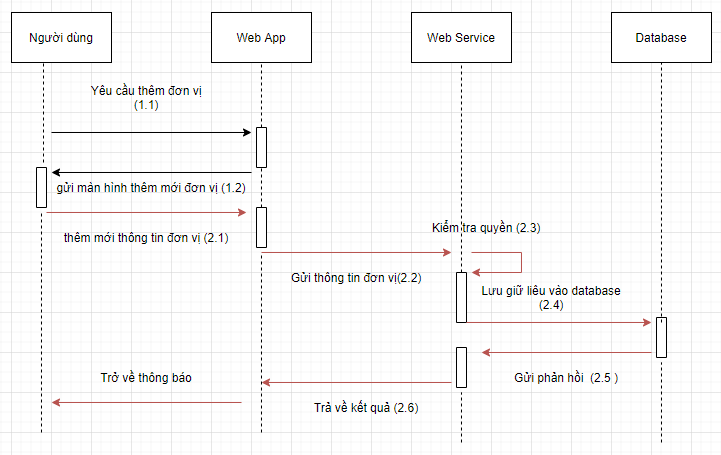 Người dùng
Web App
Web Service
Database
Yêu cầu thêm đơn vị
(1.1)
gửi màn hình thêm mới đơn vị (1.2)
thêm mới thông tin đơn vị (2.1)
Kiểm tra quyền (2.3)
Gửi thông tin đơn vị(2.2)
Lưu giữ liêu vào database
(2.4)
Gửi phản hồi (2.5 )
Trở về thông báo
Trả về kết quả (2.6)